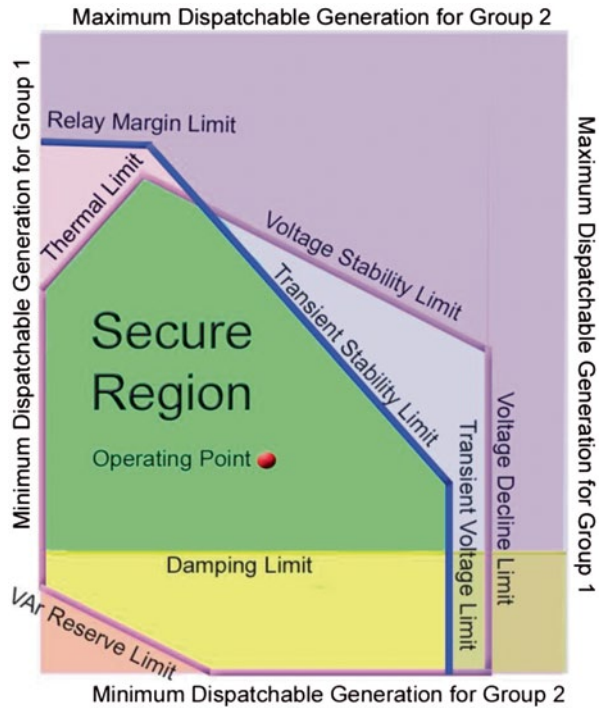 Maximum Dispatchable Generation for Group 2
Minimum Dispatchable Generation for Group 1
Relay Margin Limit
Thermal Limit
Voltage Stability Limit
Transient Stability Limit
Secure
Region
Operating Point
Maximum Dispatchable Generation for Group 1
Voltage Decline Limit
Transient Voltage Limit
Damping Limit
VAr Reserve Limit
Minimum Dispatchable Generation for Group 2